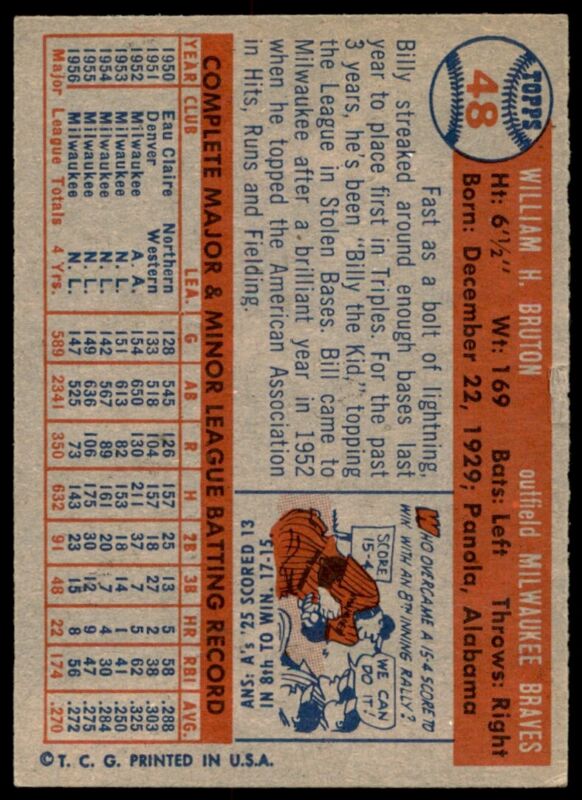 TOPPS
48
WILLIAM H. BRUTON outfield MILWAUKEE BRAVES
Ht: 6'½" Wt: 169 Bats: Left Throws: Right
Born: December 22, 1929; Panola, Alabama
Fast as a bolt of lightning,
Billy streaked around enough bases last
year to place first in Triples. For the past
3 years, he's been "Billy the Kid," topping
the League in Stolen Bases. Bill came to
Milwaukee after a brilliant year in 1952
when he topped the American Association
in Hits, Runs and Fielding.
WHO OVERCAME A 15-4 SCORE TO
WIN WITH AN 8TH INNING RALLY?
SCORE
15-4
WE CAN
DO IT!
ANS: A's '25 SCORED 13
IN 8th TO WIN. 17-15
COMPLETE MAJOR & MINOR LEAGUE BATTING RECORD
YEAR CLUB LEA. G AB R H 2B 3B HR RBI AVG.
1950 Eau Claire Northern 128 545 126 157 25 13 5 58 .288
1951 Denver Western 133 518 104 157 27 18 2 38 .303
1952 Milwaukee A. A. 154 650 130 211 28 9 5 62 .325
1953 Milwaukee N. L. 151 613 82 153 18 14 1 41 .250
1954 Milwaukee N. L. 142 567 89 161 20 7 4 30 .284
1955 Milwaukee N. L. 149 636 106 175 30 12 9 47 .275
1956 Milwaukee N. L. 147 525 73 143 23 15 8 56 .272
Major League Totals 4 Yrs. 589 2341 350 632 91 48 22 174 .270
© T. C. G. PRINTED IN U.S.A.